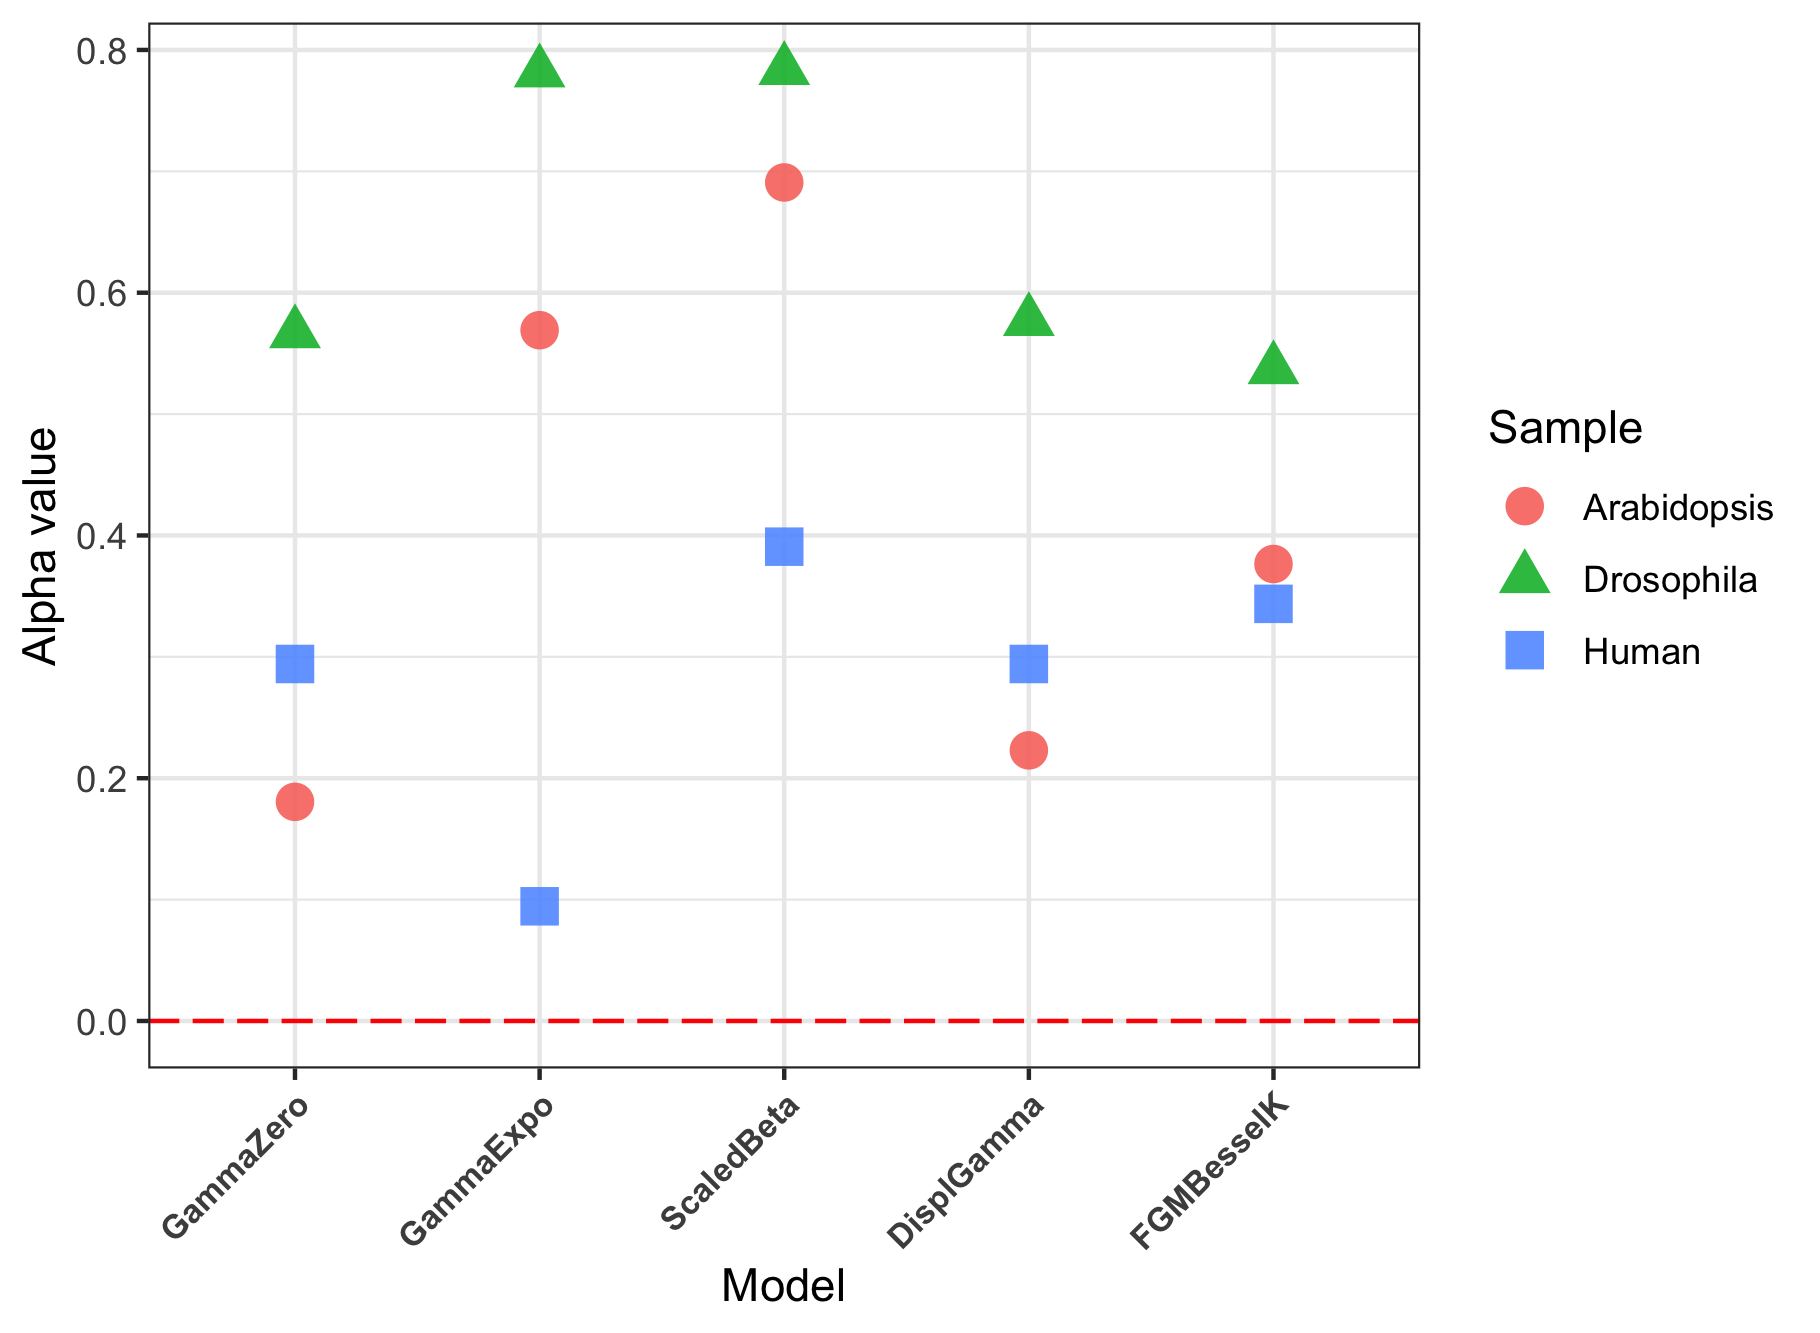 0.8
0.6
0.4
0.2
0.0
Alpha value
GammaZero
GammaExpo
ScaledBeta
DisplGamma
FGMBesselK
Model
Sample
Arabidopsis
Drosophila
Human